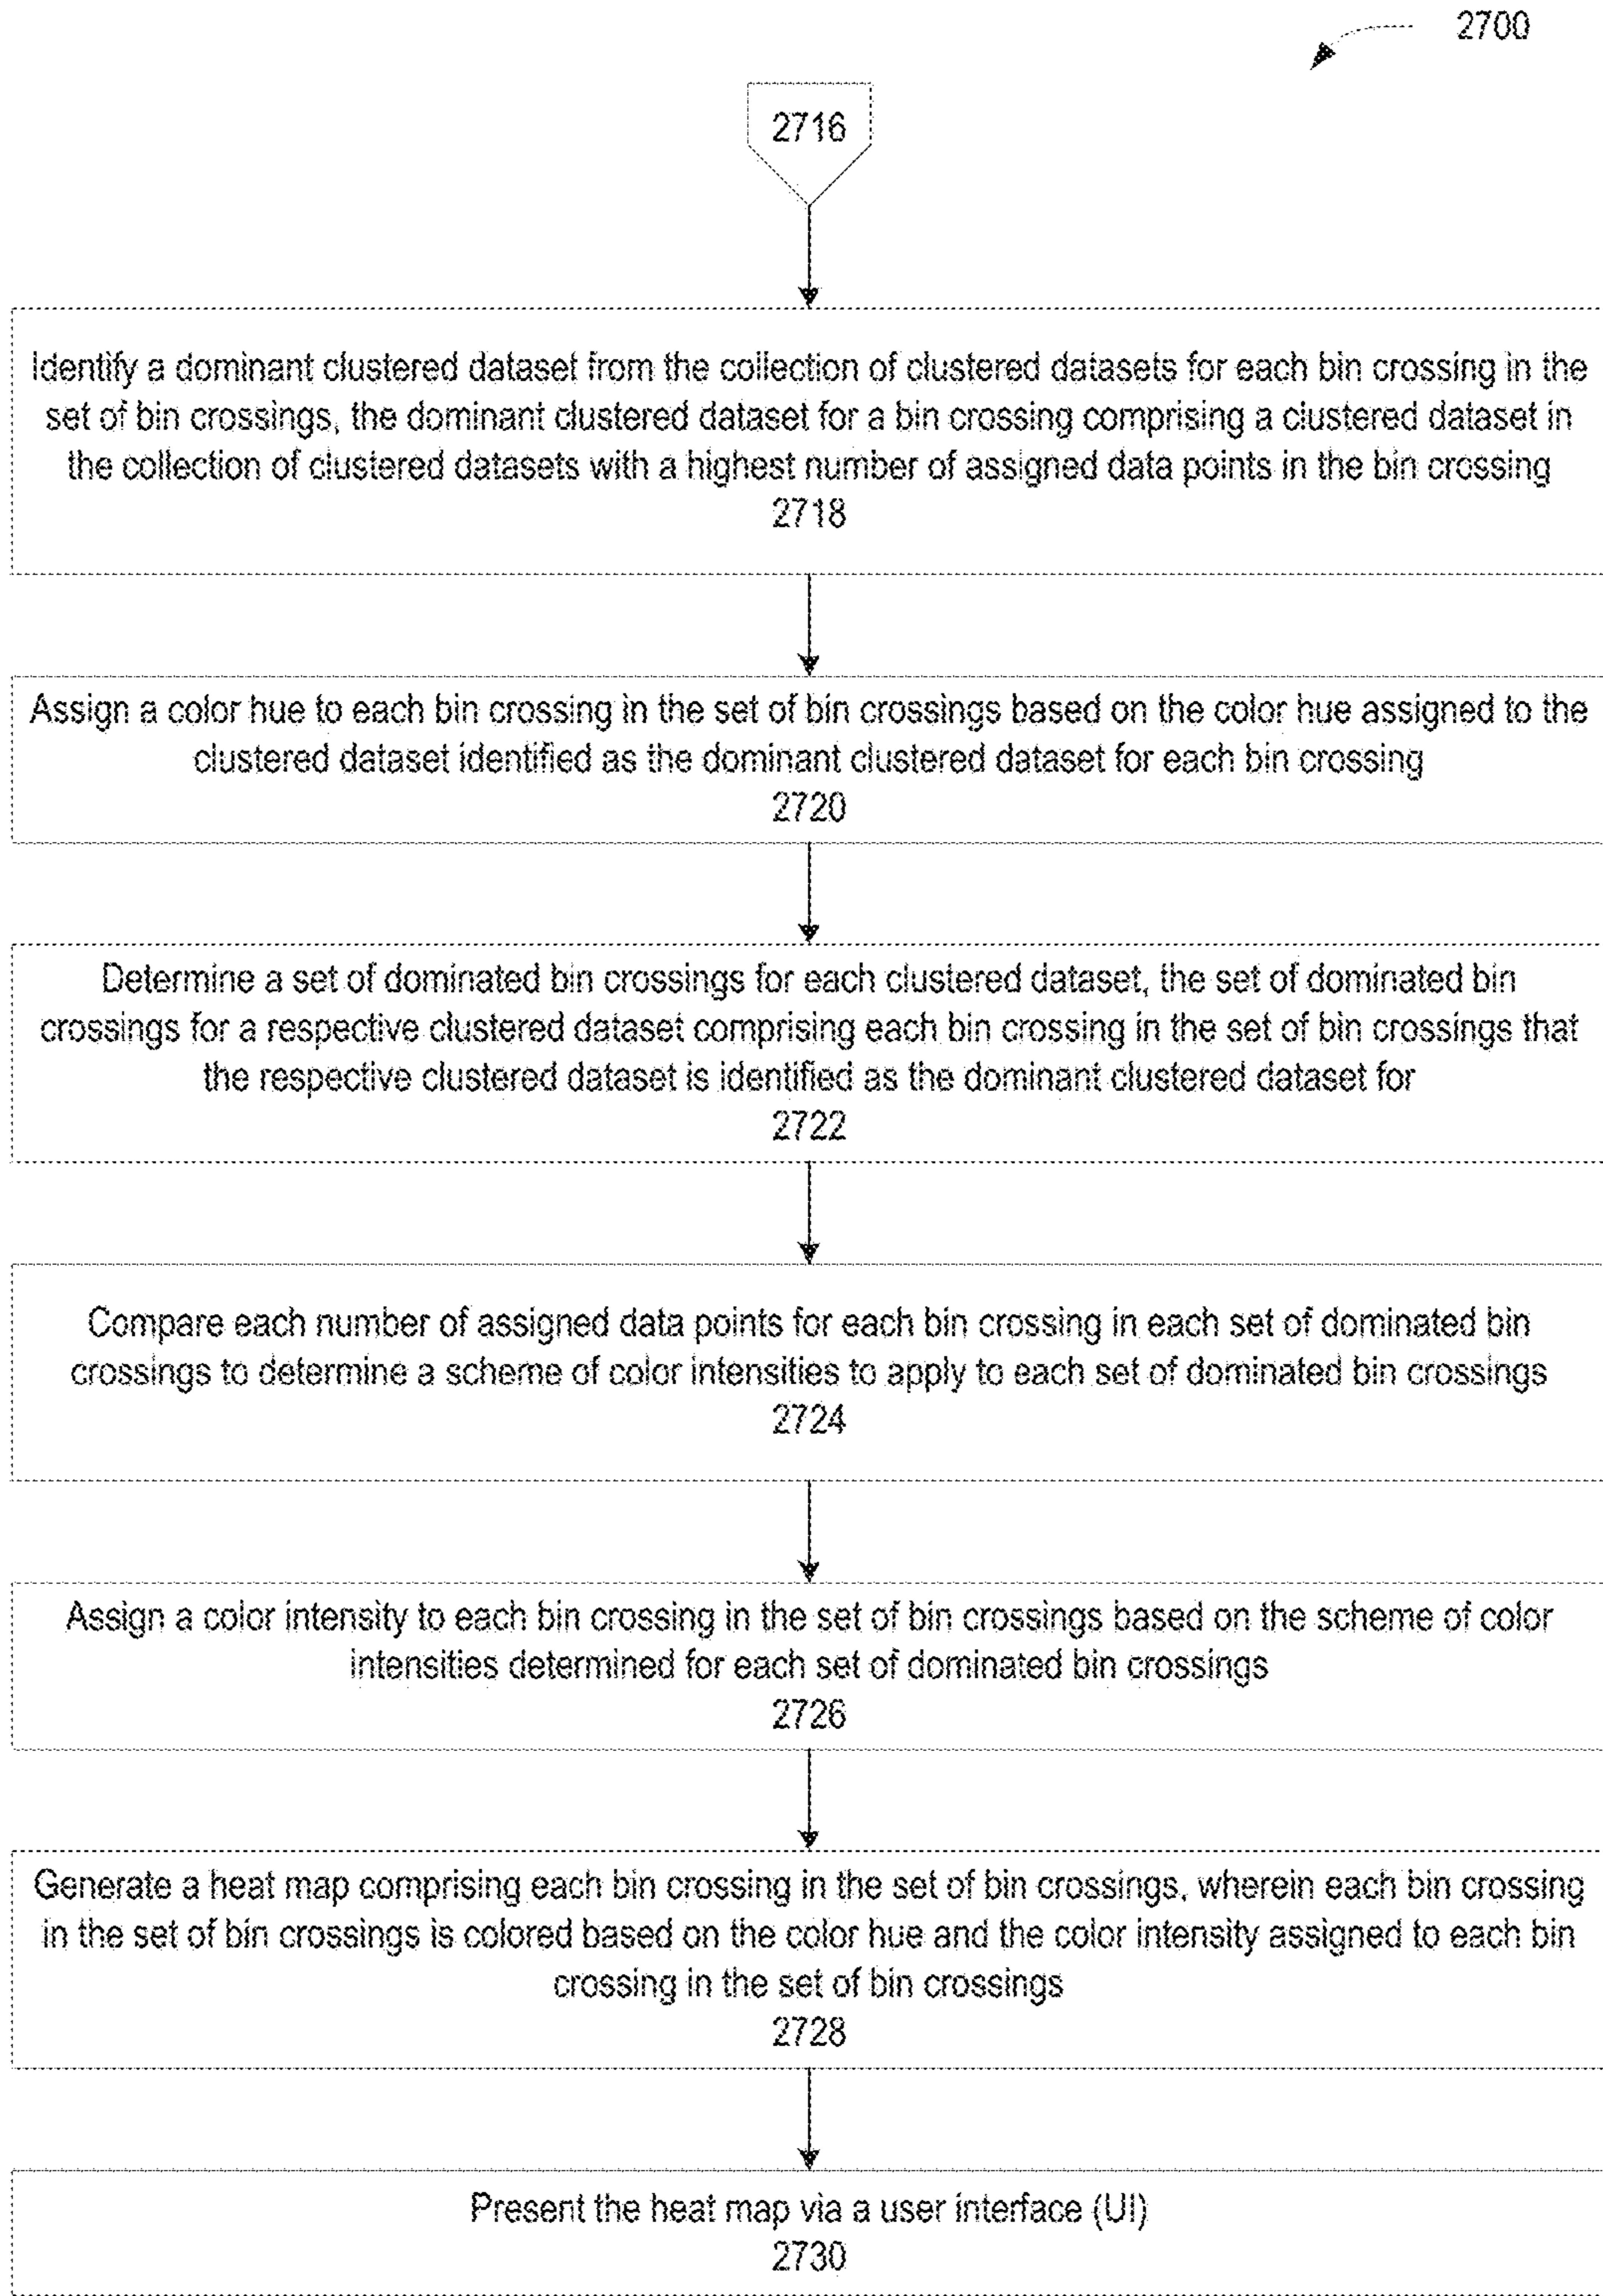 2700
2716
Identify a dominant clustered dataset from the collection of clustered datasets for each bin crossing in the
set of bin crossings, the dominant clustered dataset for a bin crossing comprising a clustered dataset in
the collection of clustered datasets with a highest number of assigned data points in the bin crossing
2718
Assign a color hue to each bin crossing in the set of bin crossings based on the color hue assigned to the
clustered dataset identified as the dominant clustered dataset for each bin crossing
2720
Determine a set of dominated bin crossings for each clustered dataset, the set of dominated bin
crossings for a respective clustered dataset comprising each bin crossing in the set of bin crossings that
the respective clustered dataset is identified as the dominant clustered dataset for
2722
Compare each number of assigned data points for each bin crossing in each set of dominated bin
crossings to determine a scheme of color intensities to apply to each set of dominated bin crossings
2724
Assign a color intensity to each bin crossing in the set of bin crossings based on the scheme of color
intensities determined for each set of dominated bin crossings
2726
Generate a heat map comprising each bin crossing in the set of bin crossings, wherein each bin crossing
in the set of bin crossings is colored based on the color hue and the color intensity assigned to each bin
crossing in the set of bin crossings
2728
Present the heat map via a user interface (UI)
2730